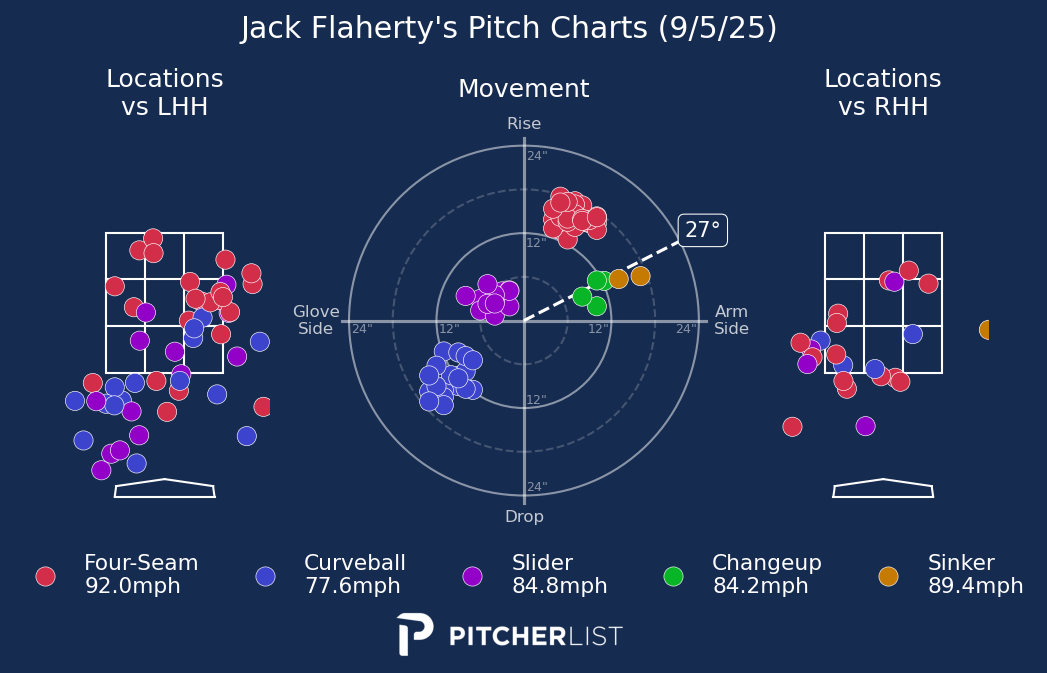 Jack Flaherty's Pitch Charts (9/5/25)
Locations
vs LHH
Movement
Locations
vs RHH
Rise
24"
12"
27°
Glove
Side
24"
12"
12"
24"
Arm
Side
12"
24"
Drop
Four-Seam
92.0mph
Curveball
77.6mph
Slider
84.8mph
Changeup
84.2mph
Sinker
89.4mph
PITCHERLIST